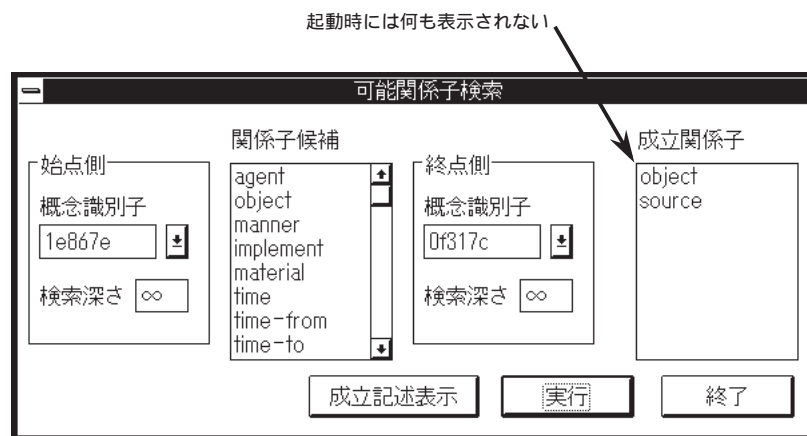 起動時には何も表示されない
可能関係子検索
関係子候補
成立関係子
始点側
概念識別子
1e867e
検索深さ ∞
agent
object
manner
implement
material
time
time-from
time-to
終点側
概念識別子
0f317c
検索深さ ∞
object
source
成立記述表示
実行
終了